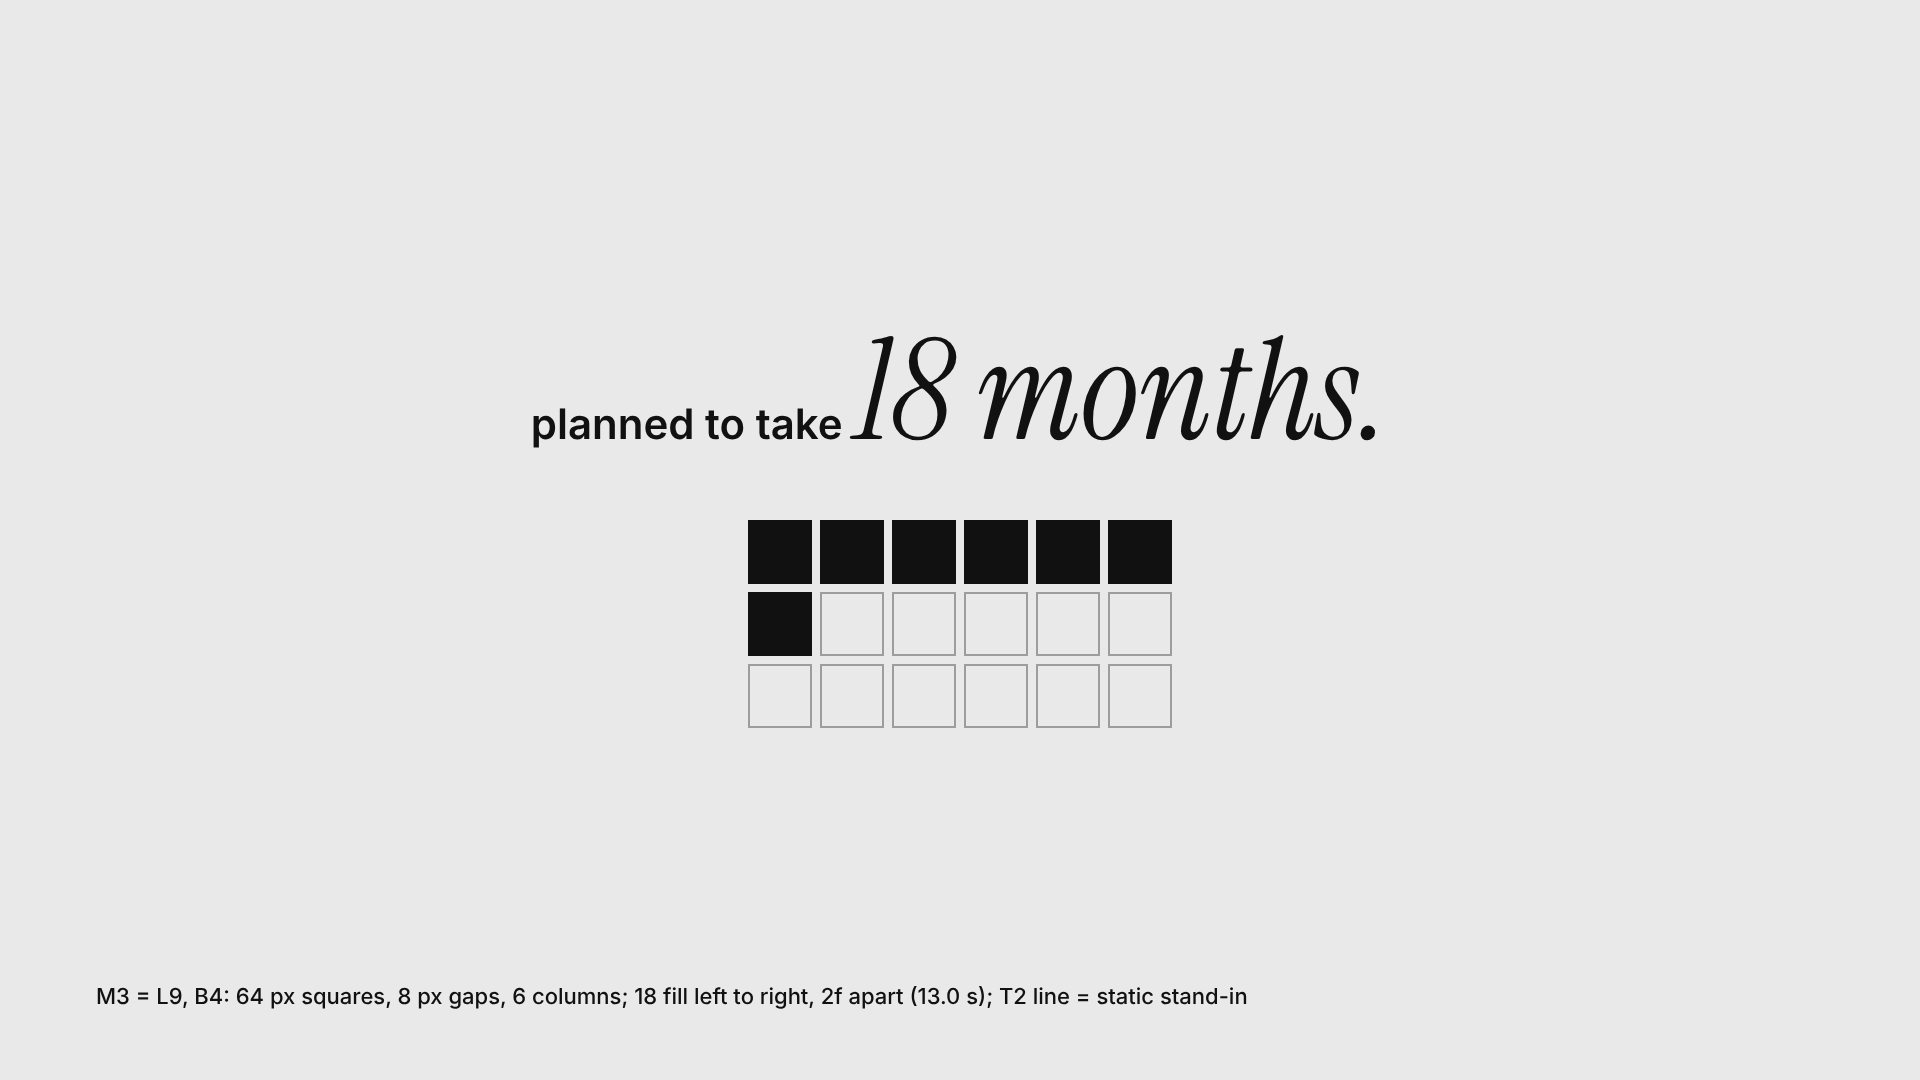 planned to take 18 months.
M3 = L9, B4: 64 px squares, 8 px gaps, 6 columns; 18 fill left to right, 2f apart (13.0 s); T2 line = static stand-in